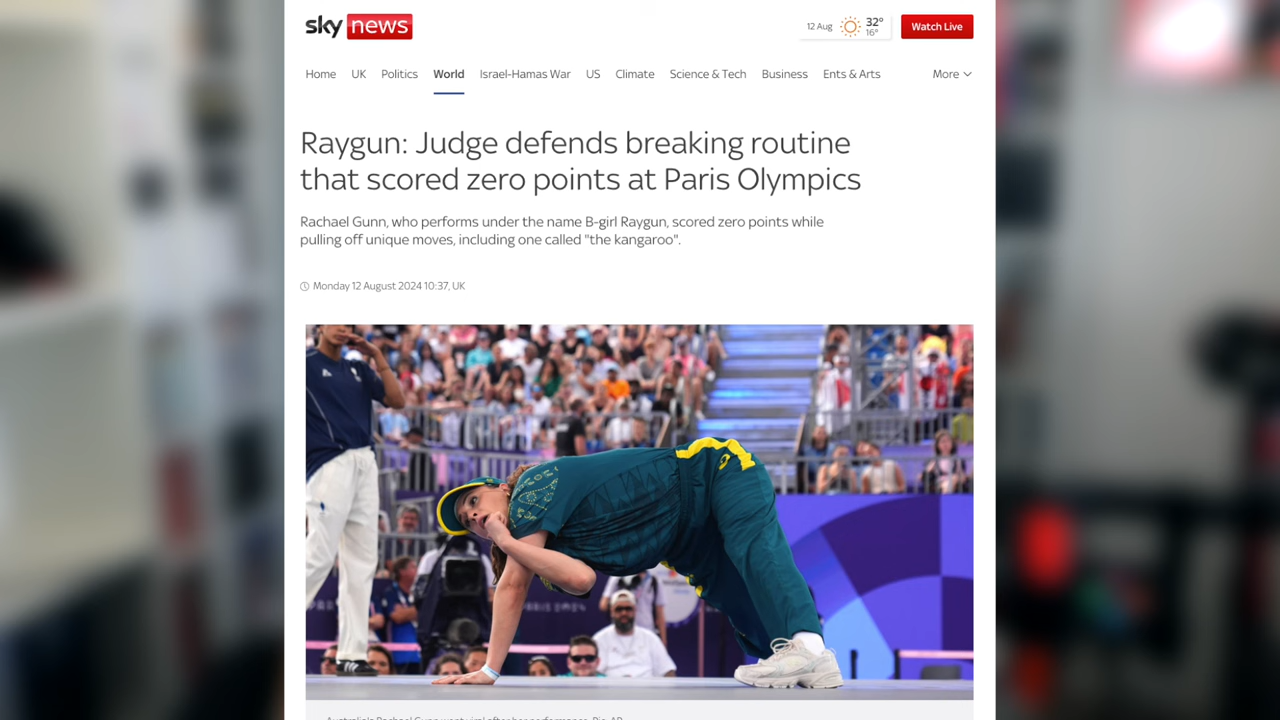 sky news
12 Aug
32°
16°
Watch Live
Home UK Politics World Israel-Hamas War US Climate Science & Tech Business Ents & Arts More
Raygun: Judge defends breaking routine
that scored zero points at Paris Olympics
Rachael Gunn, who performs under the name B-girl Raygun, scored zero points while
pulling off unique moves, including one called "the kangaroo".
Monday 12 August 2024 10:37, UK
PARIS 2024